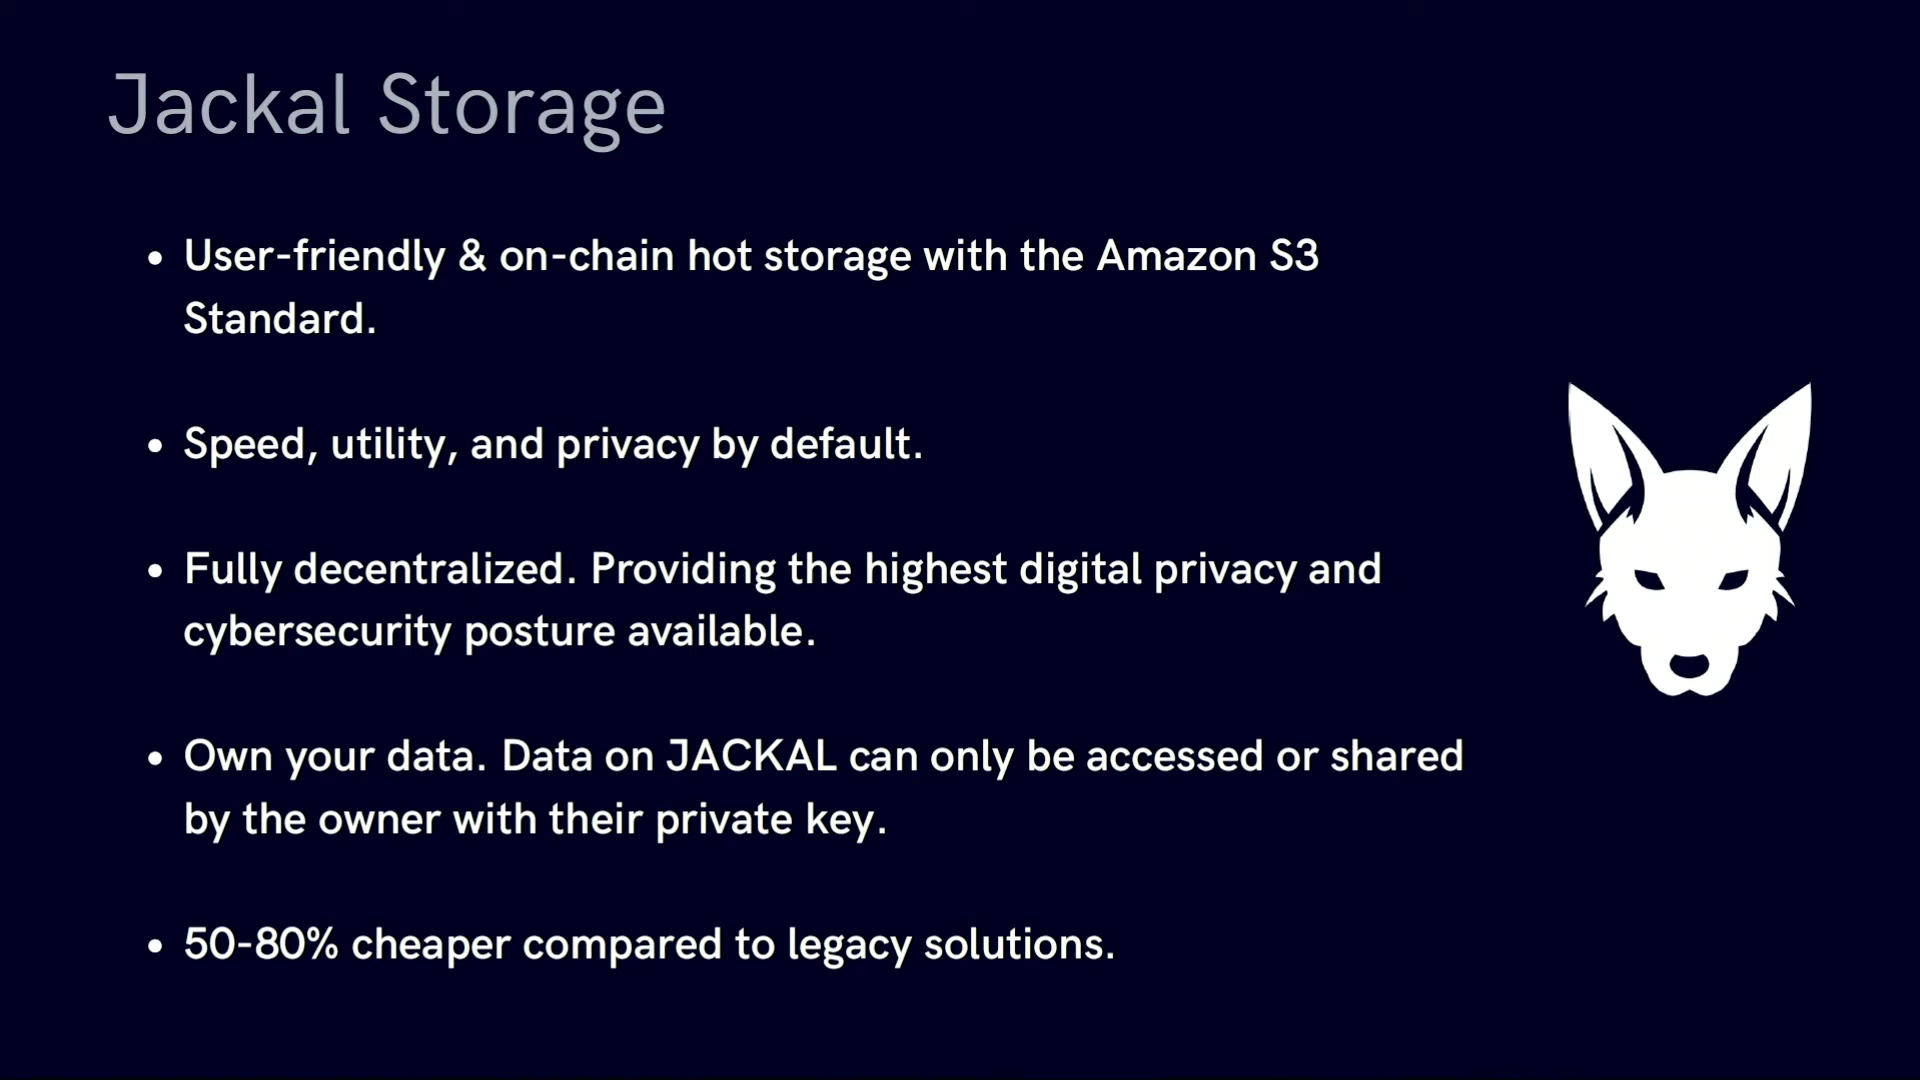 Jackal Storage
• User-friendly & on-chain hot storage with the Amazon S3
Standard.
• Speed, utility, and privacy by default.
• Fully decentralized. Providing the highest digital privacy and
cybersecurity posture available.
• Own your data. Data on JACKAL can only be accessed or shared
by the owner with their private key.
• 50-80% cheaper compared to legacy solutions.